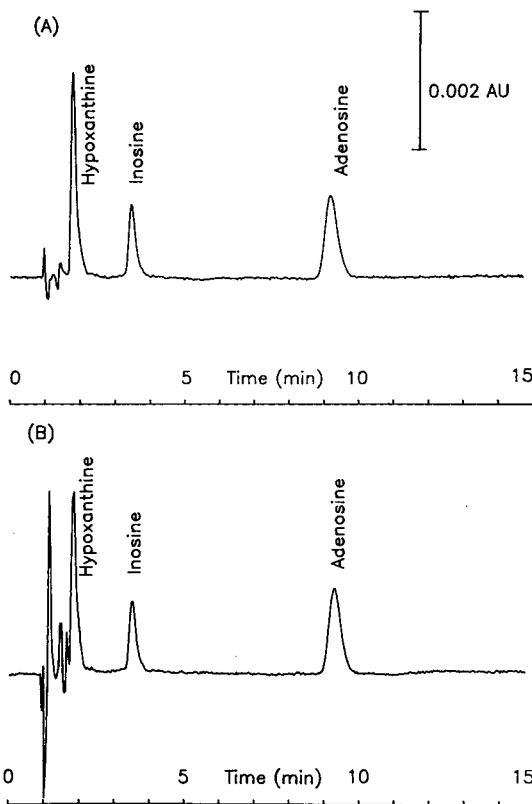 (A)
0.002 AU
Hypoxanthine
Inosine
Adenosine
0 5 Time (min) 10 15
(B)
Hypoxanthine
Inosine
Adenosine
0 5 Time (min) 10 15